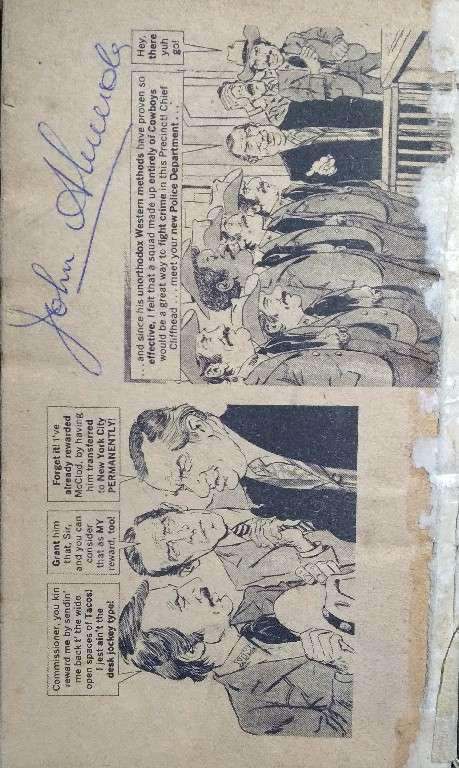 John
Commissioner, you kin
reward me by sendin'
me back t' the wide
open spaces of Tacos!
I jest ain't the
desk jockey type!
Grant him
that, Sir,
and you can
consider
that as MY
reward, too!
Forget it! I've
already rewarded
McClod, by having
him transferred
to New York City
PERMANENTLY!
. . . and since his unorthodox Western methods have proven so
effective, I felt that a squad made up entirely of Cowboys
would be a great way to fight crime in this Precinct! Chief
Cliffhead . . . meet your new Police Department . . .
Hey,
there
yuh
go!